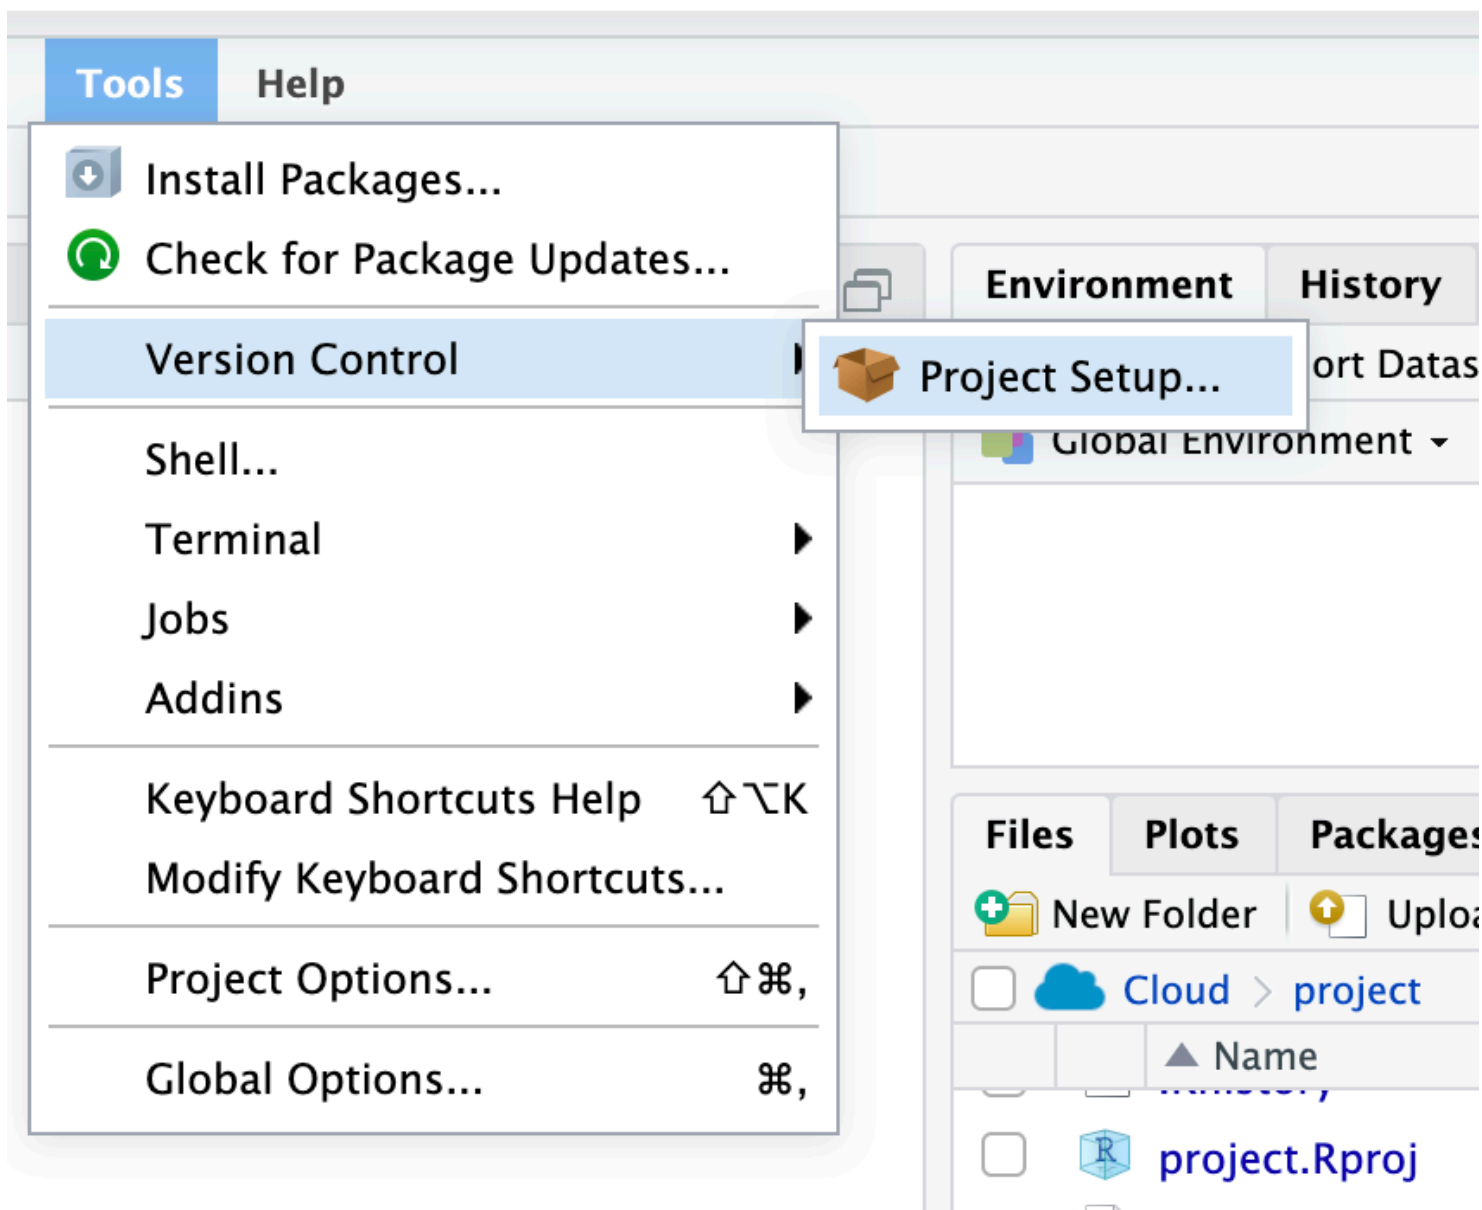 Tools Help
Install Packages...
Check for Package Updates...
Version Control
Project Setup...
Shell...
Terminal
Jobs
Addins
Keyboard Shortcuts Help ⇧⌥K
Modify Keyboard Shortcuts...
Project Options... ⇧⌘,
Global Options... ⌘,
Environment History
ort Datas
Global Environment
Files Plots Packages
New Folder Uploa
Cloud > project
Name
project.Rproj